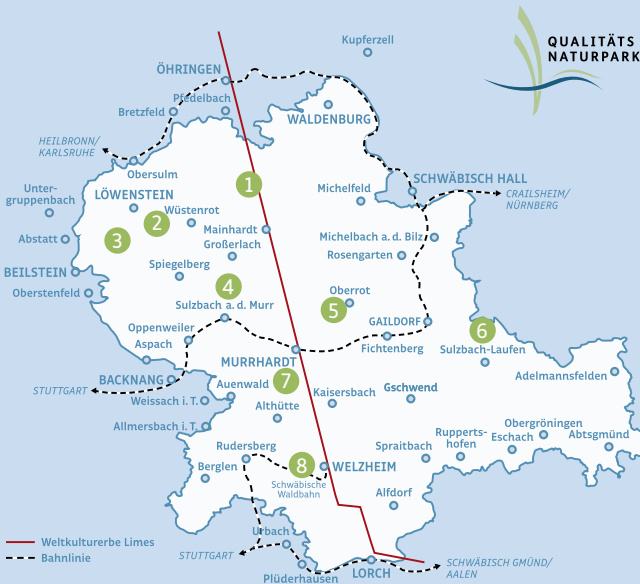 Kupferzell
QUALITÄTS
NATURPARK
ÖHRINGEN
Pfedelbach
Bretzfeld
WALDENBURG
HEILBRONN/
KARLSRUHE
Obersulm
SCHWÄBISCH HALL
CRAILSHEIM/
NÜRNBERG
Unter-
gruppenbach
LÖWENSTEIN
1
Michelfeld
2
Wüstenrot
3
Mainhardt
Großerlach
Michelbach a. d. Bilz
Abstatt
Rosengarten
BEILSTEIN
Spiegelberg
Oberstenfeld
4
Oberrot
Sulzbach a. d. Murr
5
GAILDORF
6
Oppenweiler
Aspach
Fichtenberg
Sulzbach-Laufen
MURRHARDT
Adelmannsfelden
BACKNANG
Auenwald
7
Kaisersbach
Gschwend
STUTTGART
Weissach i. T.
Althütte
Allmersbach i. T.
Obergröningen
Rupperts-
hofen
Eschach
Abtsgmünd
Rudersberg
Spraitbach
Berglen
8
WELZHEIM
Schwäbische
Waldbahn
Alfdorf
Weltkulturerbe Limes
Bahnlinie
Urbach
STUTTGART
Plüderhausen
LORCH
SCHWÄBISCH GMÜND/
AALEN